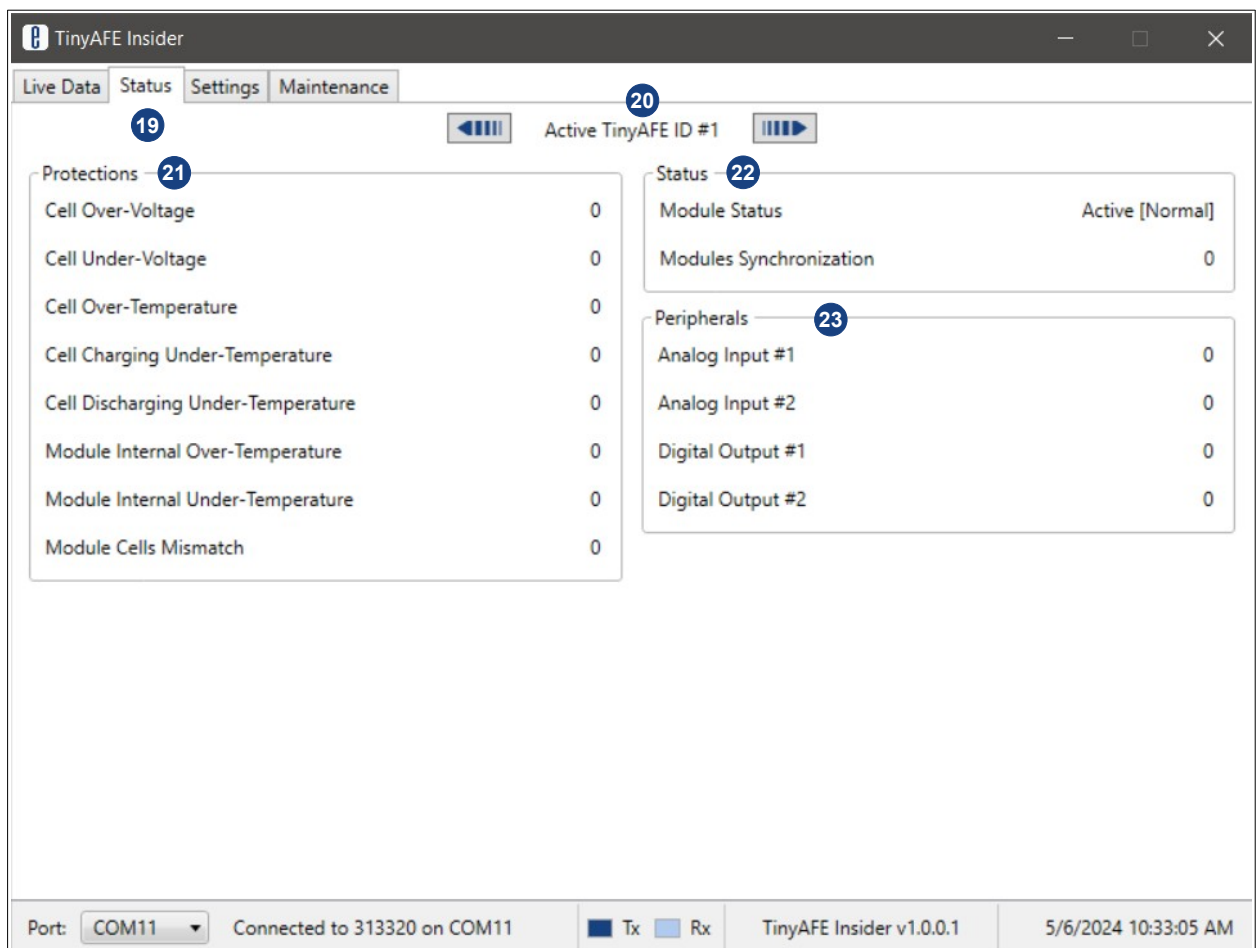 e TinyAFE Insider
Live Data Status Settings Maintenance
19
20
Active TinyAFE ID #1
Protections 21
Cell Over-Voltage 0
Cell Under-Voltage 0
Cell Over-Temperature 0
Cell Charging Under-Temperature 0
Cell Discharging Under-Temperature 0
Module Internal Over-Temperature 0
Module Internal Under-Temperature 0
Module Cells Mismatch 0
Status 22
Module Status Active [Normal]
Modules Synchronization 0
Peripherals 23
Analog Input #1 0
Analog Input #2 0
Digital Output #1 0
Digital Output #2 0
Port: COM11 Connected to 313320 on COM11 Tx Rx TinyAFE Insider v1.0.0.1 5/6/2024 10:33:05 AM